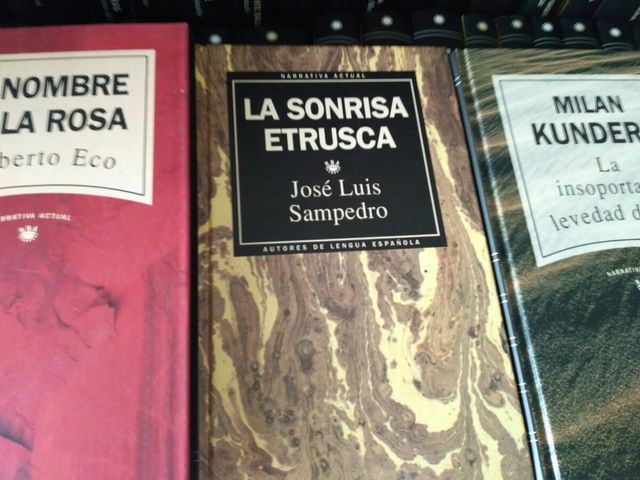 NOMBRE
LA ROSA
berto Eco
NARRATIVA ACTUAL
NARRATIVA ACTUAL
LA SONRISA
ETRUSCA
José Luis
Sampedro
AUTORES DE LENGUA ESPAÑOLA
MILAN
KUNDER
La
insoporta
levedad d
NARRATIVA